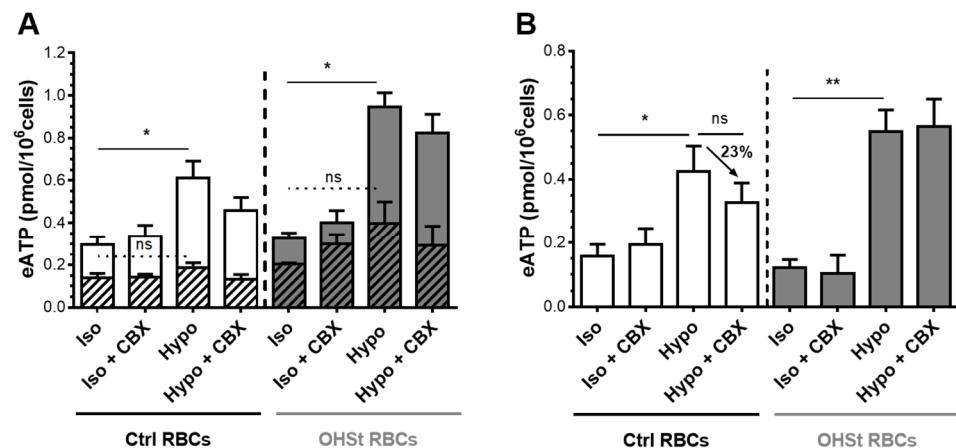 A
eATP (pmol/10⁶cells)
1.2
1.0
0.8
0.6
0.4
0.2
0.0
*
ns
*
ns
Iso
Iso + CBX
Hypo
Hypo + CBX
Iso
Iso + CBX
Hypo
Hypo + CBX
Ctrl RBCs
OHSt RBCs
B
eATP (pmol/10⁶cells)
0.8
0.6
0.4
0.2
0.0
*
ns
23%
**
Iso
Iso + CBX
Hypo
Hypo + CBX
Iso
Iso + CBX
Hypo
Hypo + CBX
Ctrl RBCs
OHSt RBCs